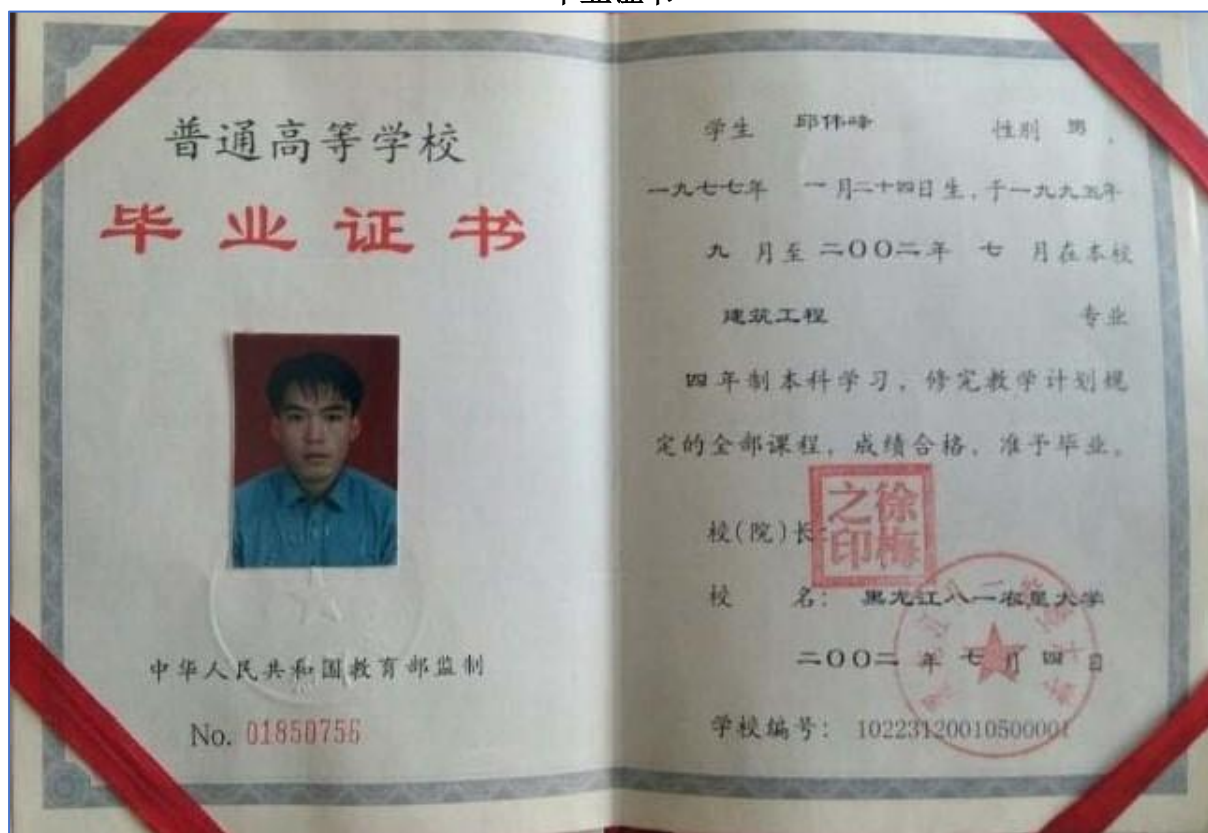 普通高等学校
毕业证书
中华人民共和国教育部监制
No. 01850756
学生 邱伟峰 性别 男,
一九七七年 一月二十四日生,于一九九五年
九 月至 二〇〇二年 七 月在本校
建筑工程 专业
四年制本科学习,修完教学计划规
定的全部课程,成绩合格,准予毕业。
校(院)长:
徐梅之印
校 名: 黑龙江八一农垦大学
二〇〇二 年 七 月 四 日
学校编号: 10223120010500001